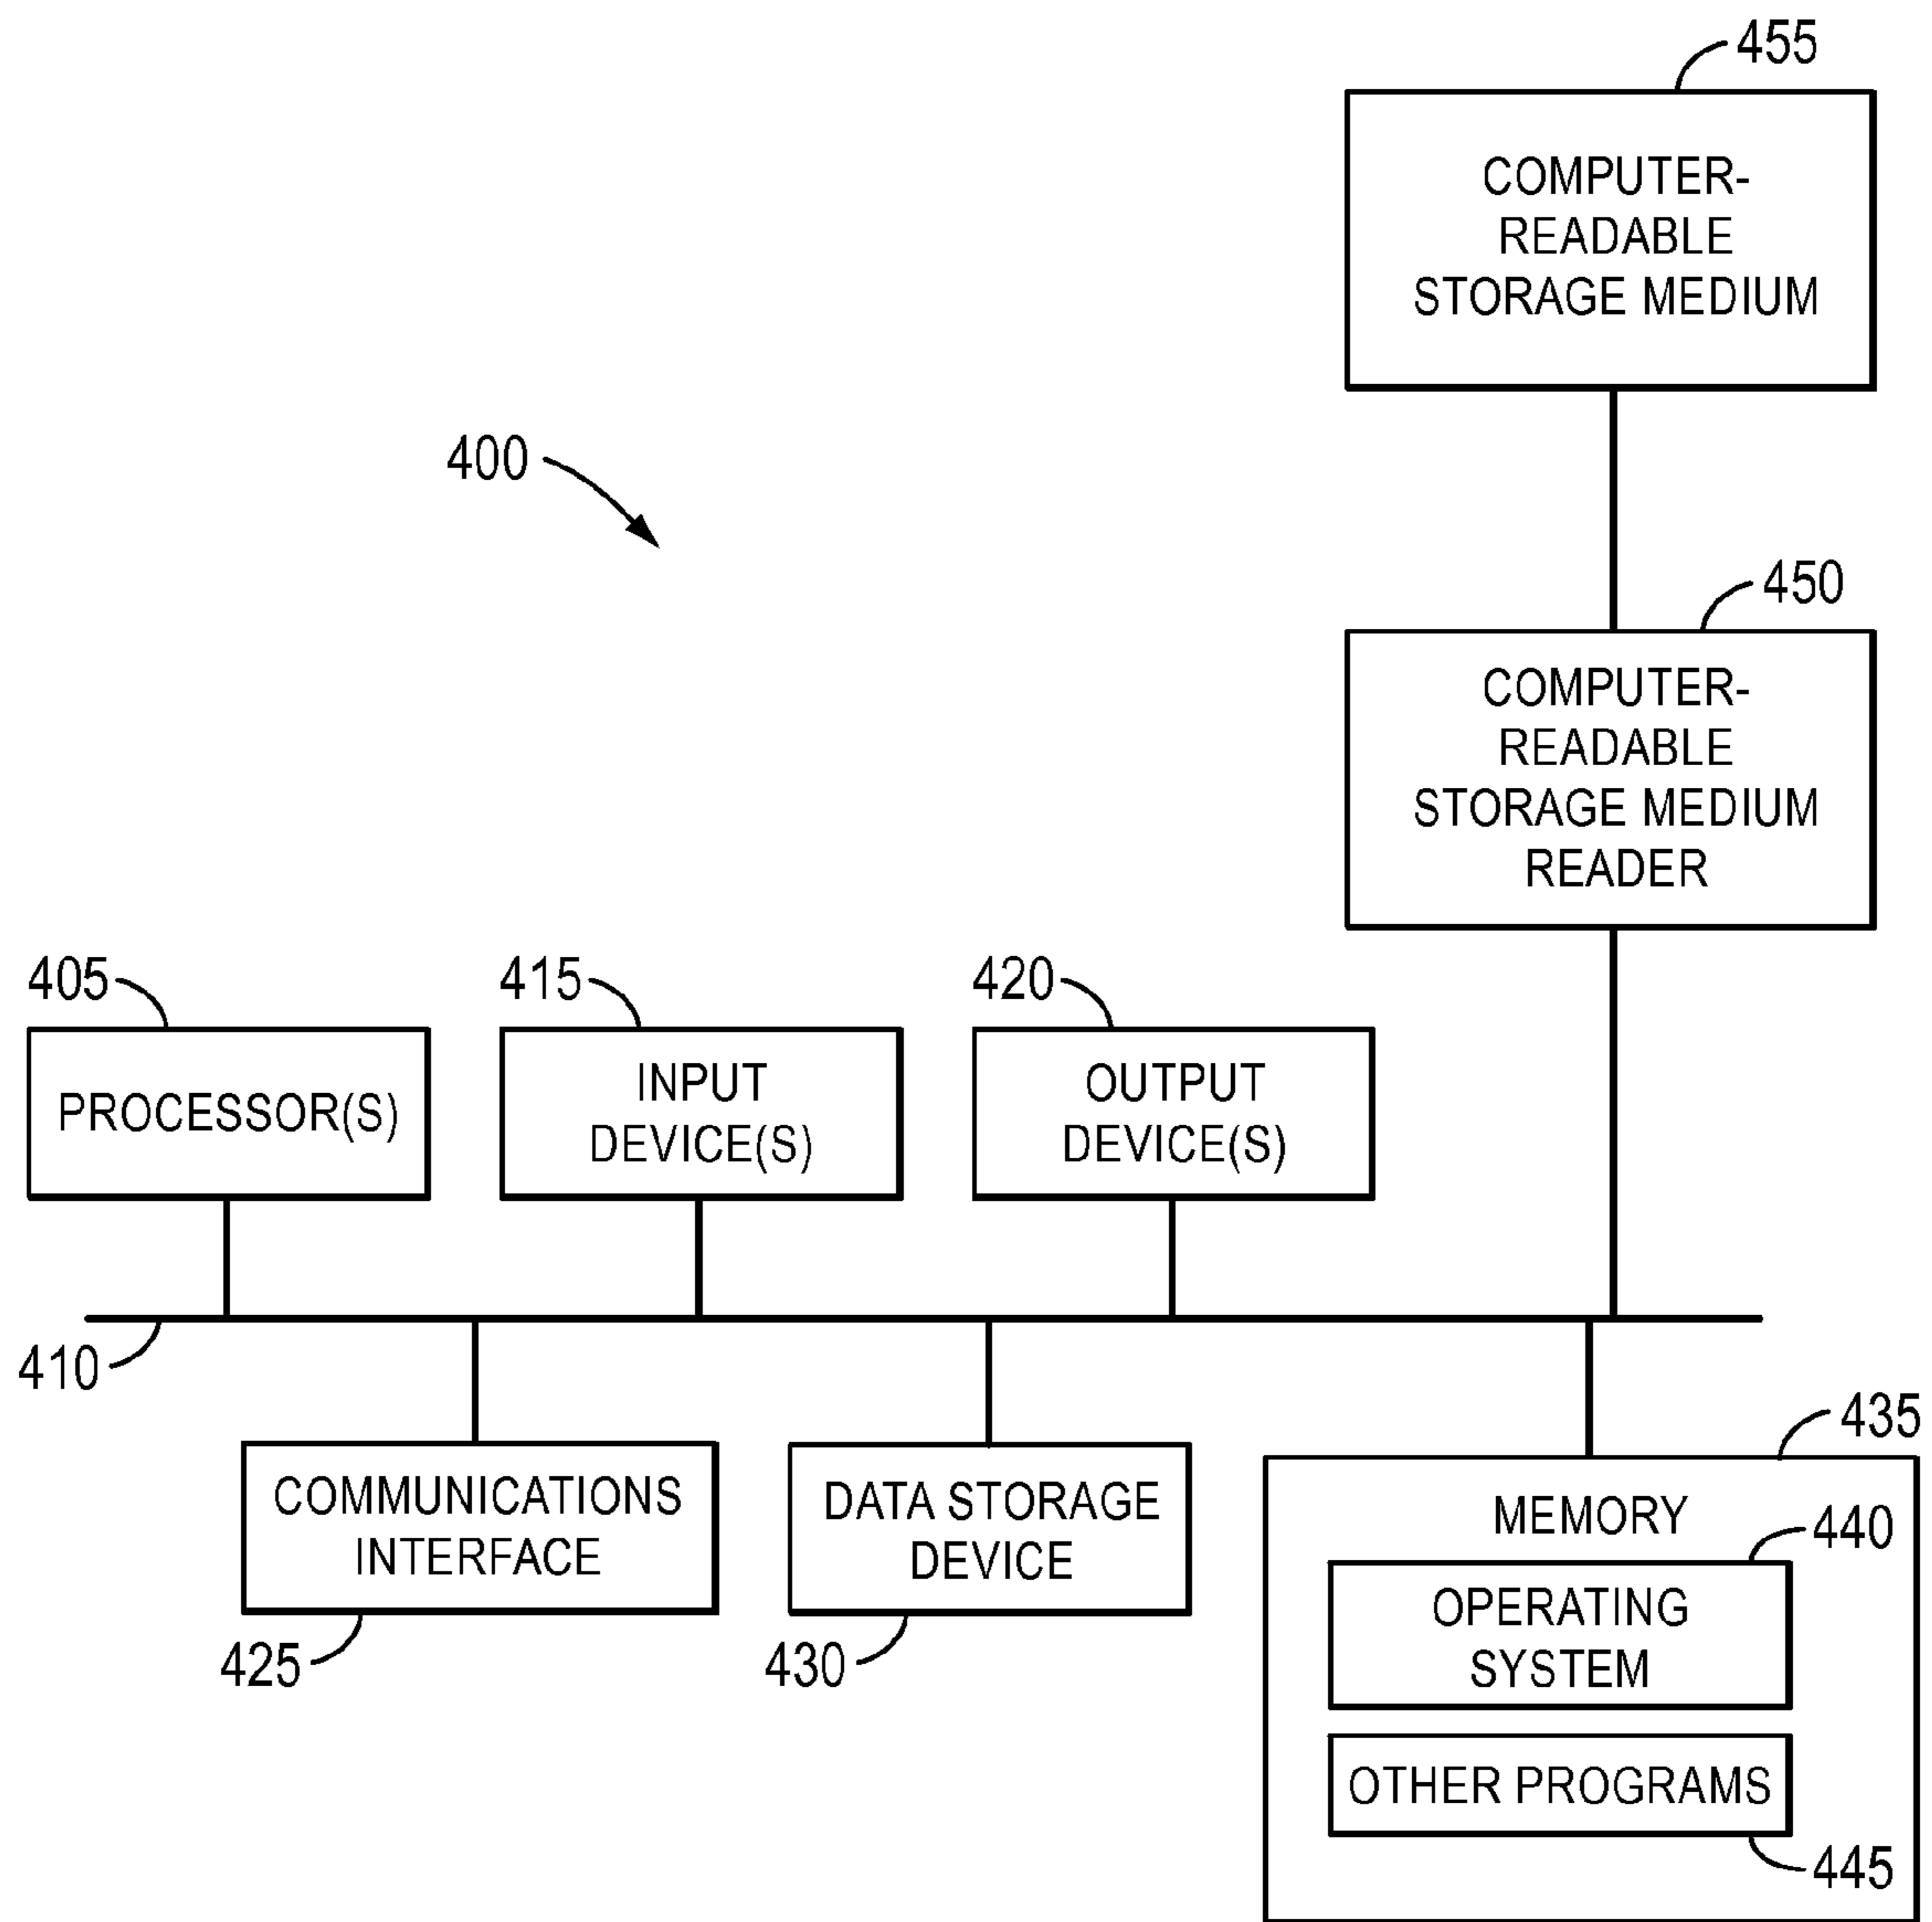 455
COMPUTER-
READABLE
STORAGE MEDIUM
400
450
COMPUTER-
READABLE
STORAGE MEDIUM
READER
405
PROCESSOR(S)
415
INPUT
DEVICE(S)
420
OUTPUT
DEVICE(S)
410
COMMUNICATIONS
INTERFACE
425
DATA STORAGE
DEVICE
430
435
MEMORY
440
OPERATING
SYSTEM
OTHER PROGRAMS
445